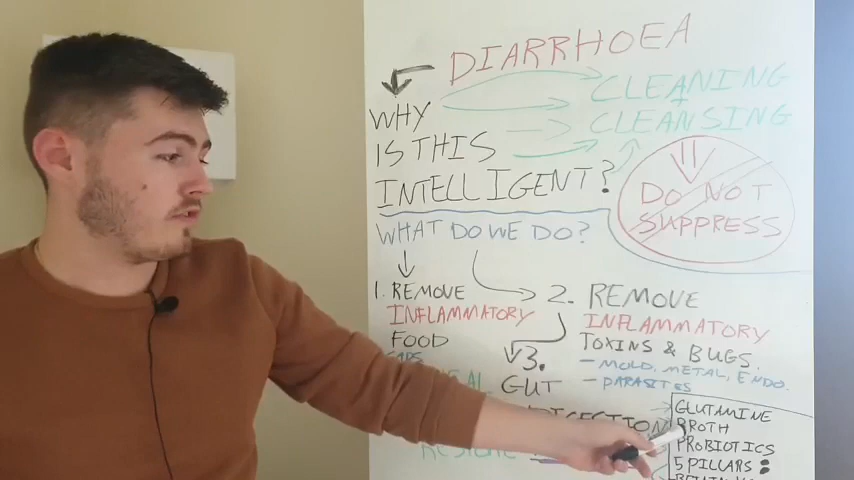 DIARRHOEA
WHY
IS THIS
INTELLIGENT?
CLEANING
CLEANSING
DO NOT
SUPPRESS
WHAT DO WE DO?
1. REMOVE
INFLAMMATORY
FOOD
2. REMOVE
INFLAMMATORY
TOXINS & BUGS.
- MOLD, METAL, ENDO.
- PARASITES
3.
GUT
DIGESTION
GLUTAMINE
BROTH
PROBIOTICS
5 PILLARS: